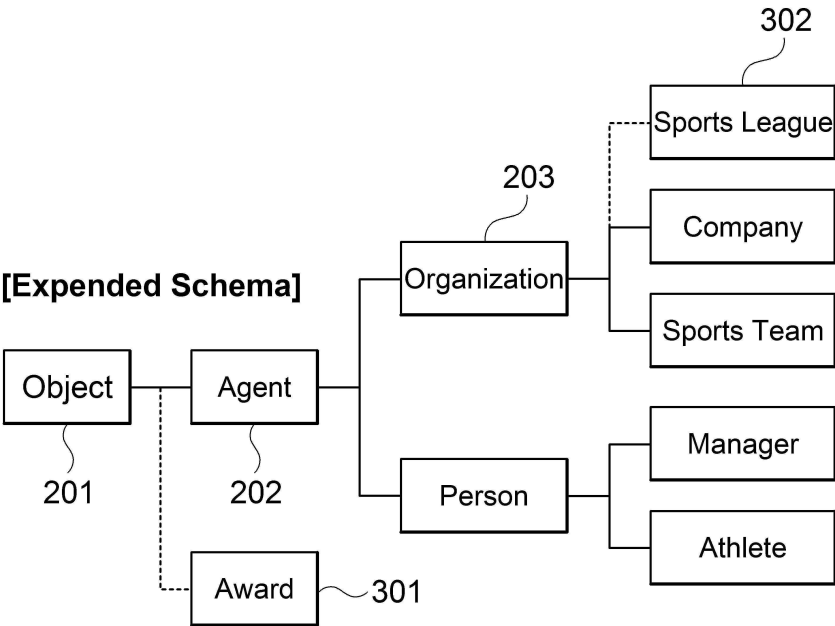 302
Sports League
203
Company
Organization
[Expended Schema]
Sports Team
Object
Agent
Manager
201
202
Person
Athlete
Award
301